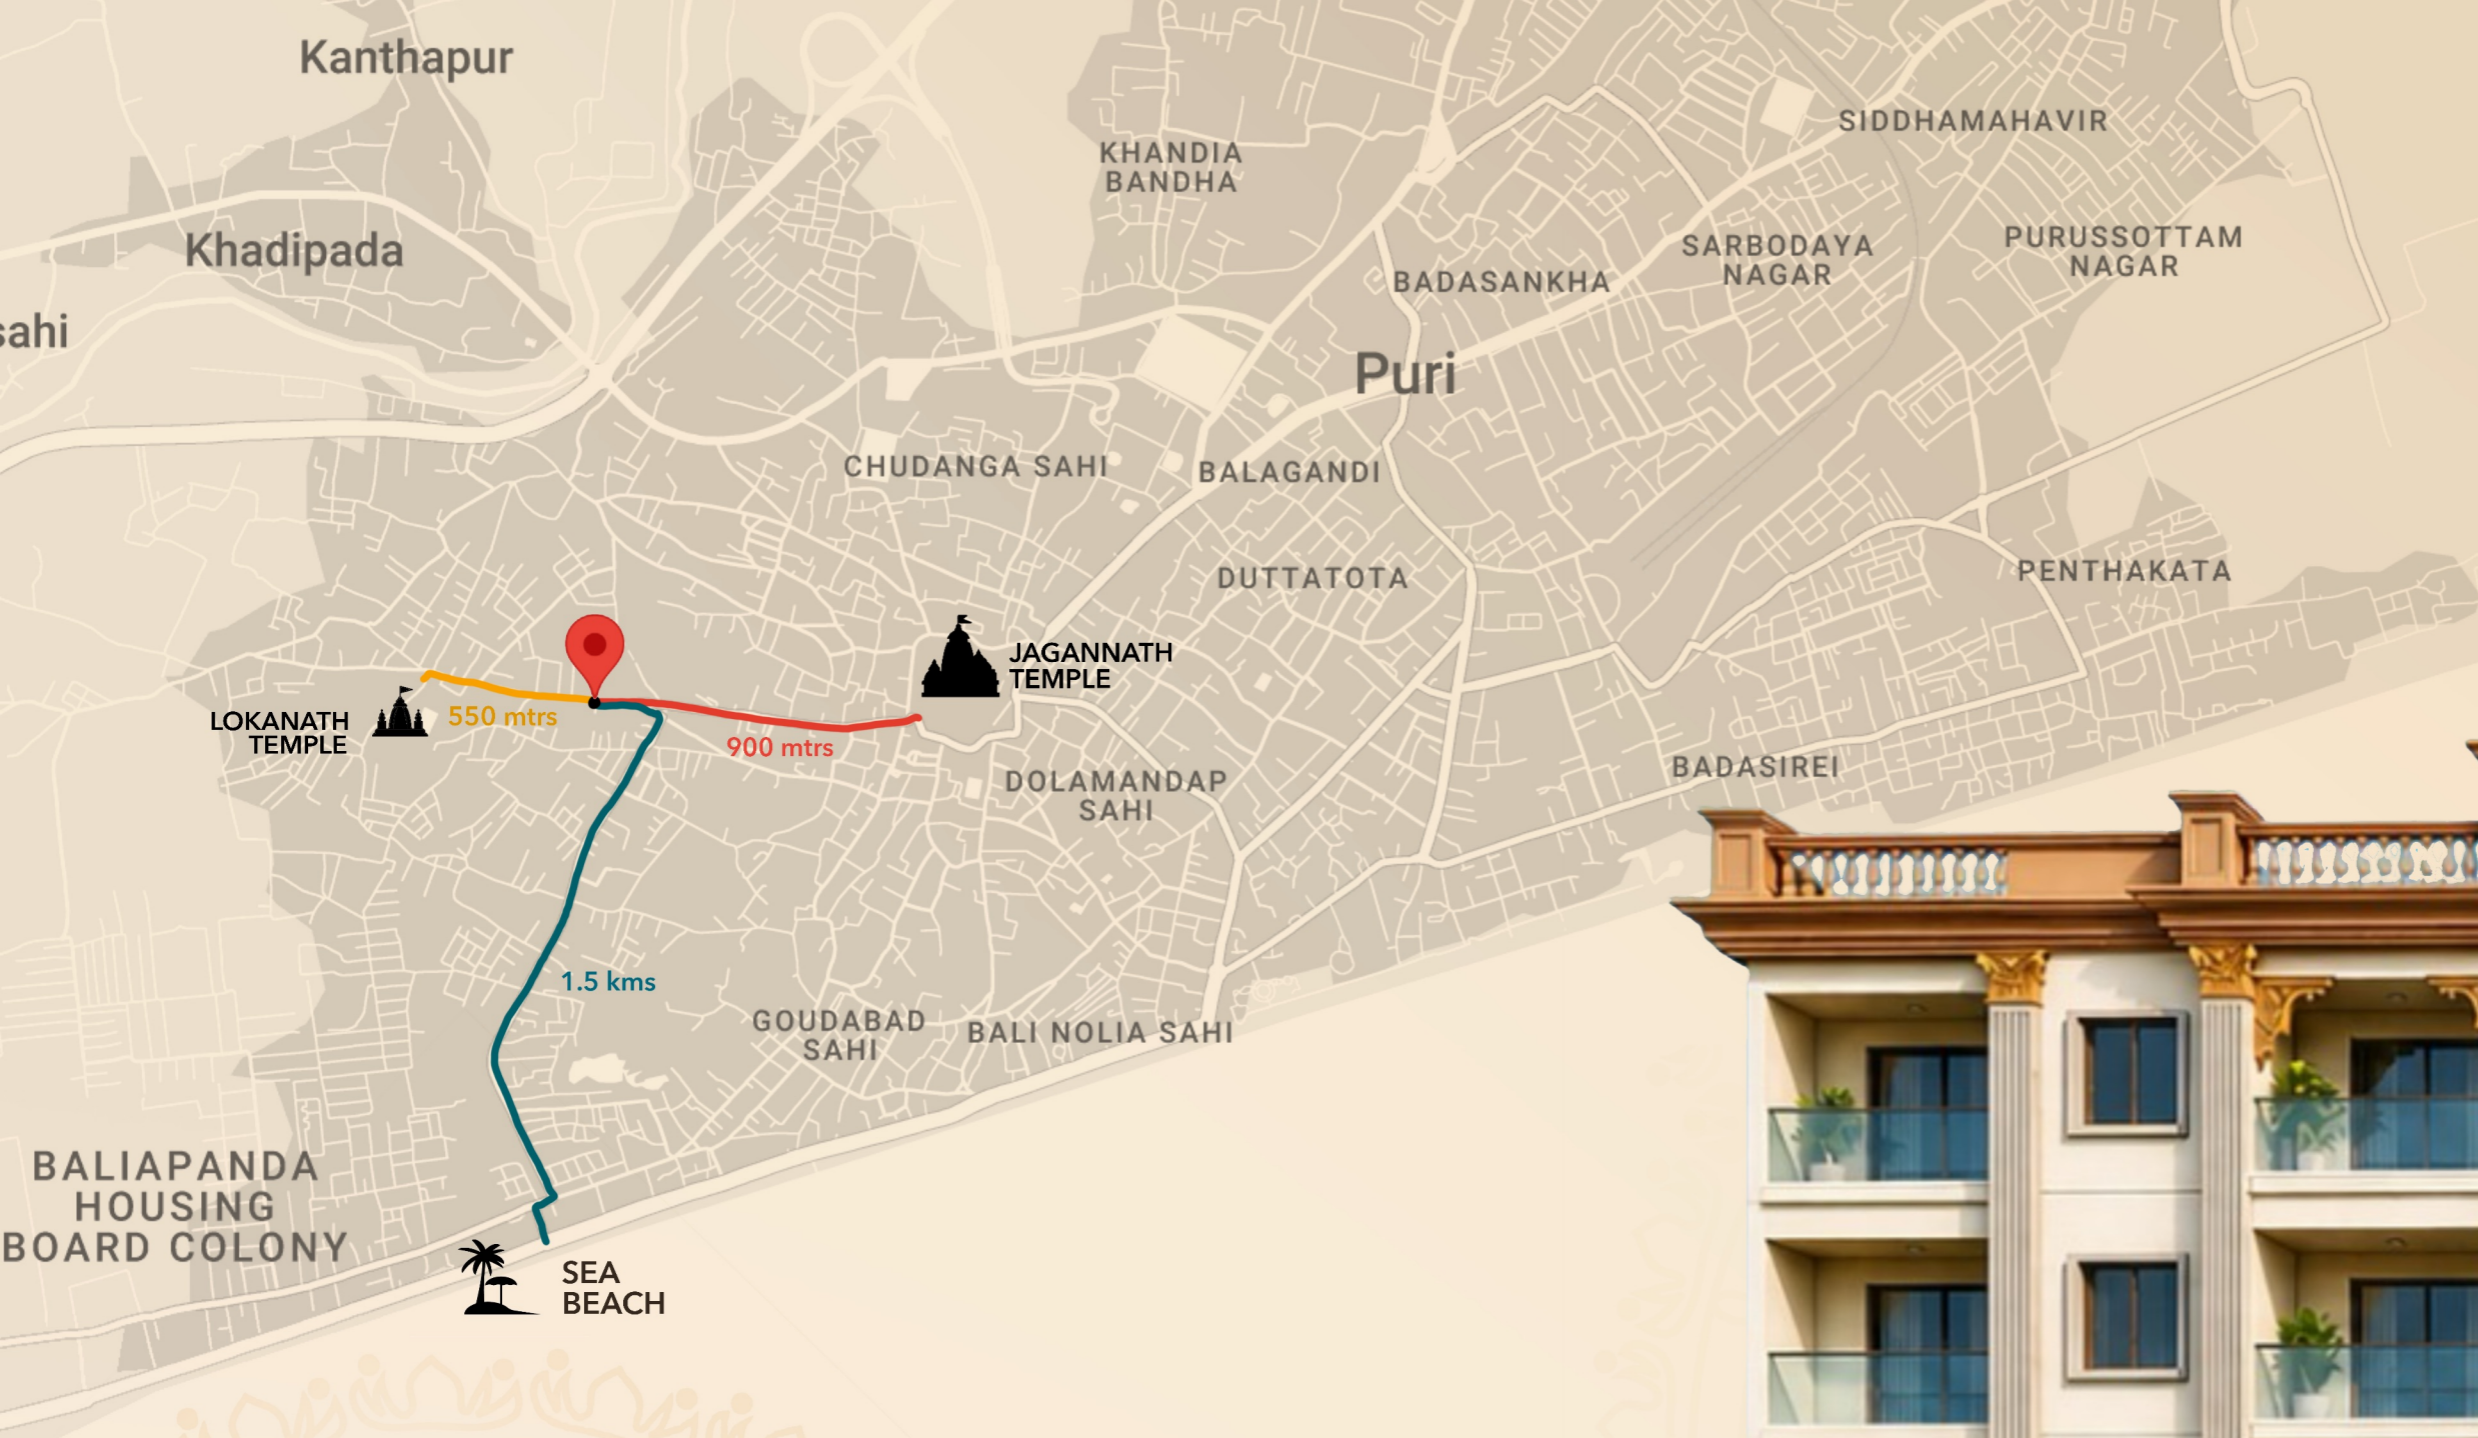 Kanthapur
KHANDIA
BANDHA
SIDDHAMAHAVIR
Khadipada
PURUSSOTTAM
NAGAR
SARBODAYA
NAGAR
BADASANKHA
sahi
Puri
CHUDANGA SAHI
BALAGANDI
DUTTATOTA
PENTHAKATA
JAGANNATH
TEMPLE
LOKANATH
TEMPLE
550 mtrs
900 mtrs
DOLAMANDAP
SAHI
BADASIREI
1.5 kms
GOUDABAD
SAHI
BALI NOLIA SAHI
BALIAPANDA
HOUSING
BOARD COLONY
SEA
BEACH